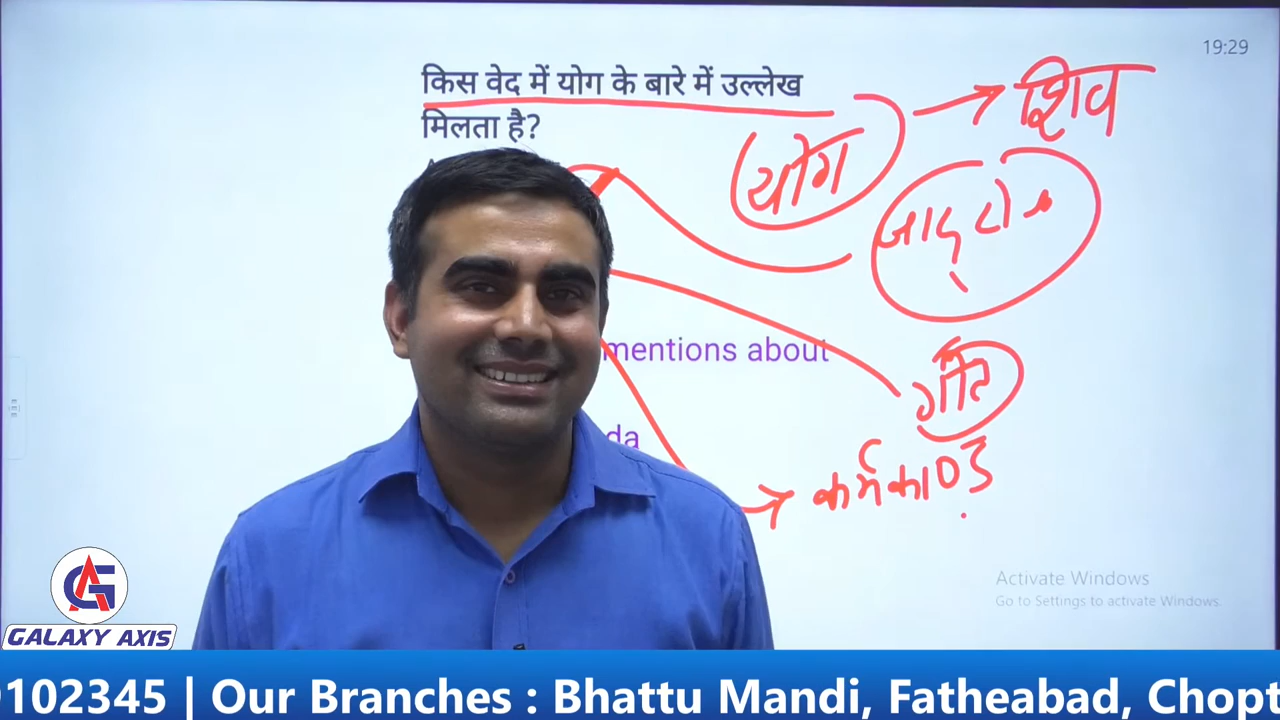 19:29
किस वेद में योग के बारे में उल्लेख
मिलता है?
शिव
योग
जादू टो
mentions about
da
गीत
कर्मकाण्ड
Activate Windows
Go to Settings to activate Windows.
GALAXY AXIS
102345 | Our Branches : Bhattu Mandi, Fatheabad, Chopt